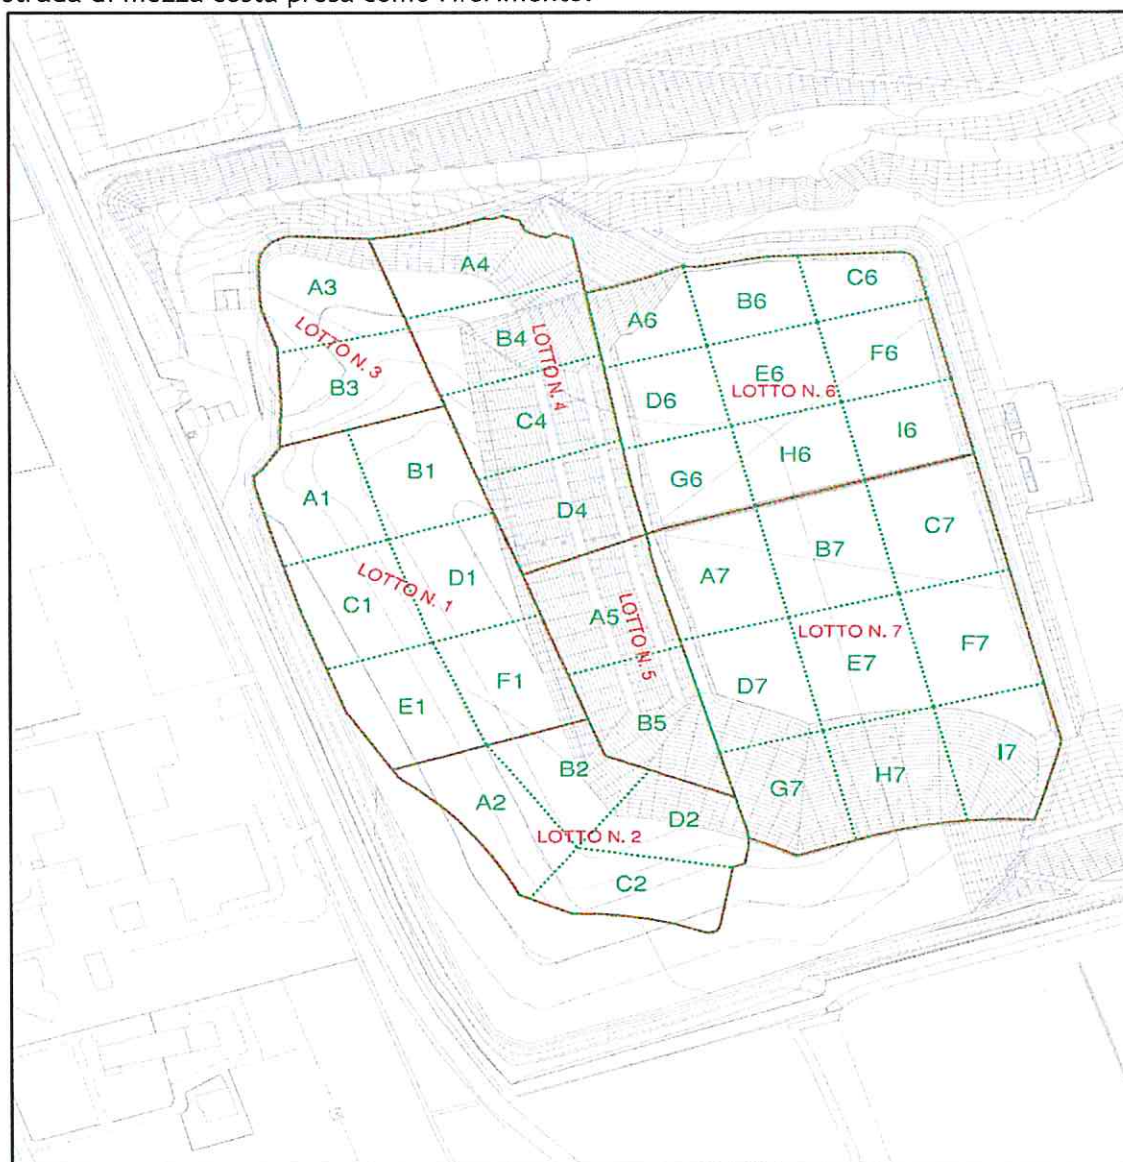 strada di mezza costa presa come riferimento.
A4
C6
A3
B6
A6
LOTTO N. 3
B4
LOTTO N. 4
F6
E6
B3
D6
LOTTO N. 6
C4
I6
B1
H6
G6
A1
D4
C7
B7
D1
A7
LOTTO N. 1
C1
A5
LOTTO N. 5
LOTTO N. 7
F7
E7
F1
D7
E1
B5
I7
B2
H7
G7
A2
D2
LOTTO N. 2
C2